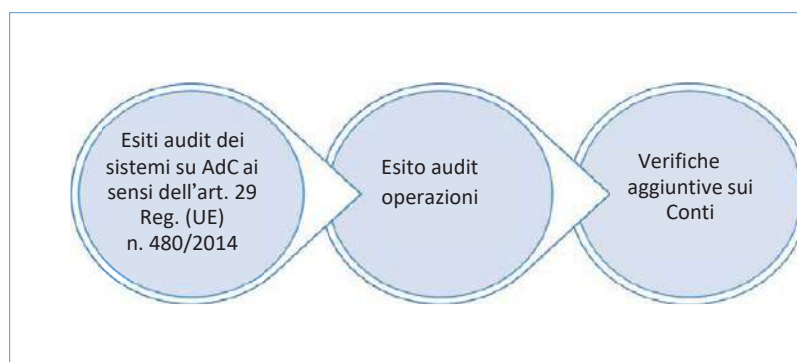 Esiti audit dei
sistemi su AdC ai
sensi dell’art. 29
Reg. (UE)
n. 480/2014
Esito audit
operazioni
Verifiche
aggiuntive sui
Conti